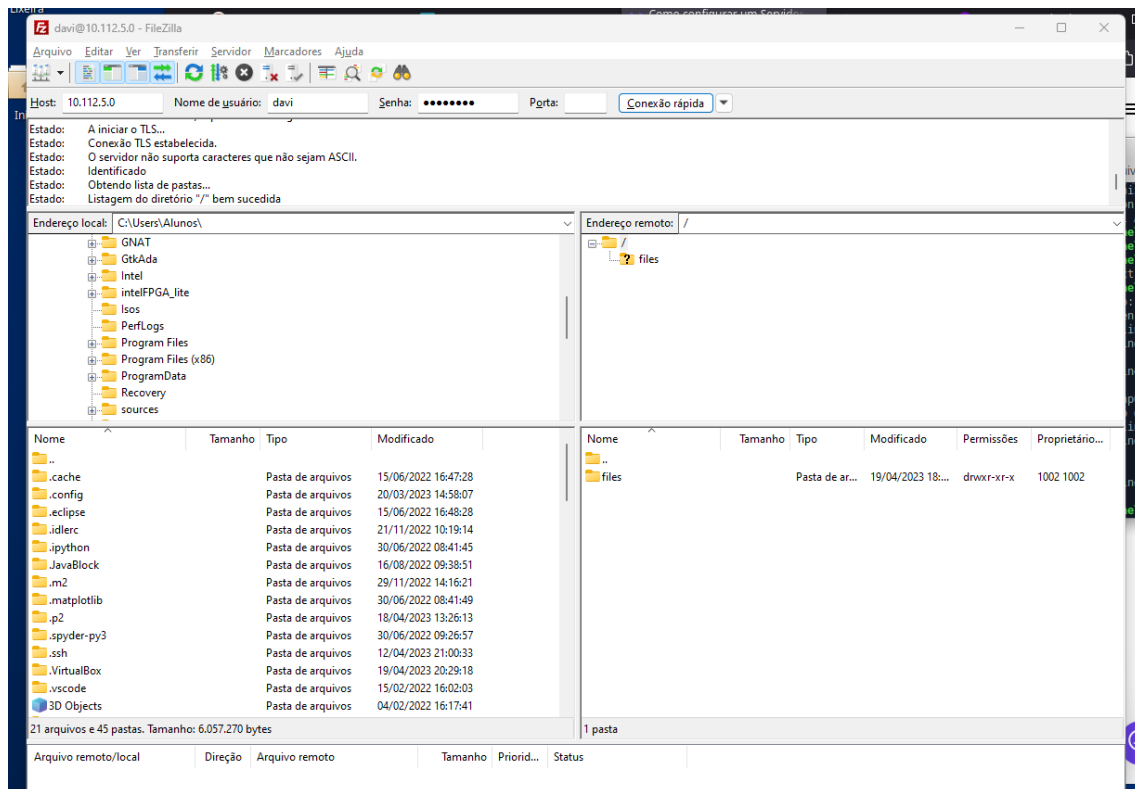 Lixeira
Como configurar um Servidor
davi@10.112.5.0 - FileZilla
Arquivo Editar Ver Transferir Servidor Marcadores Ajuda
Host: 10.112.5.0 Nome de usuário: davi Senha: ●●●●●●●● Porta: Conexão rápida
Estado: A iniciar o TLS...
Estado: Conexão TLS estabelecida.
Estado: O servidor não suporta caracteres que não sejam ASCII.
Estado: Identificado
Estado: Obtendo lista de pastas...
Estado: Listagem do diretório "/" bem sucedida
Endereço local: C:\Users\Alunos\
Endereço remoto: /
GNAT
GtkAda
Intel
intelFPGA_lite
Isos
PerfLogs
Program Files
Program Files (x86)
ProgramData
Recovery
sources
/
files
Nome Tamanho Tipo Modificado
..
.cache Pasta de arquivos 15/06/2022 16:47:28
.config Pasta de arquivos 20/03/2023 14:58:07
.eclipse Pasta de arquivos 15/06/2022 16:48:28
.idlerc Pasta de arquivos 21/11/2022 10:19:14
.ipython Pasta de arquivos 30/06/2022 08:41:45
.JavaBlock Pasta de arquivos 16/08/2022 09:38:51
.m2 Pasta de arquivos 29/11/2022 14:16:21
.matplotlib Pasta de arquivos 30/06/2022 08:41:49
.p2 Pasta de arquivos 18/04/2023 13:26:13
.spyder-py3 Pasta de arquivos 30/06/2022 09:26:57
.ssh Pasta de arquivos 12/04/2023 21:00:33
.VirtualBox Pasta de arquivos 19/04/2023 20:29:18
.vscode Pasta de arquivos 15/02/2022 16:02:03
3D Objects Pasta de arquivos 04/02/2022 16:17:41
21 arquivos e 45 pastas. Tamanho: 6.057.270 bytes
Nome Tamanho Tipo Modificado Permissões Proprietário...
..
files Pasta de ar... 19/04/2023 18:... drwxr-xr-x 1002 1002
1 pasta
Arquivo remoto/local Direção Arquivo remoto Tamanho Priorid... Status